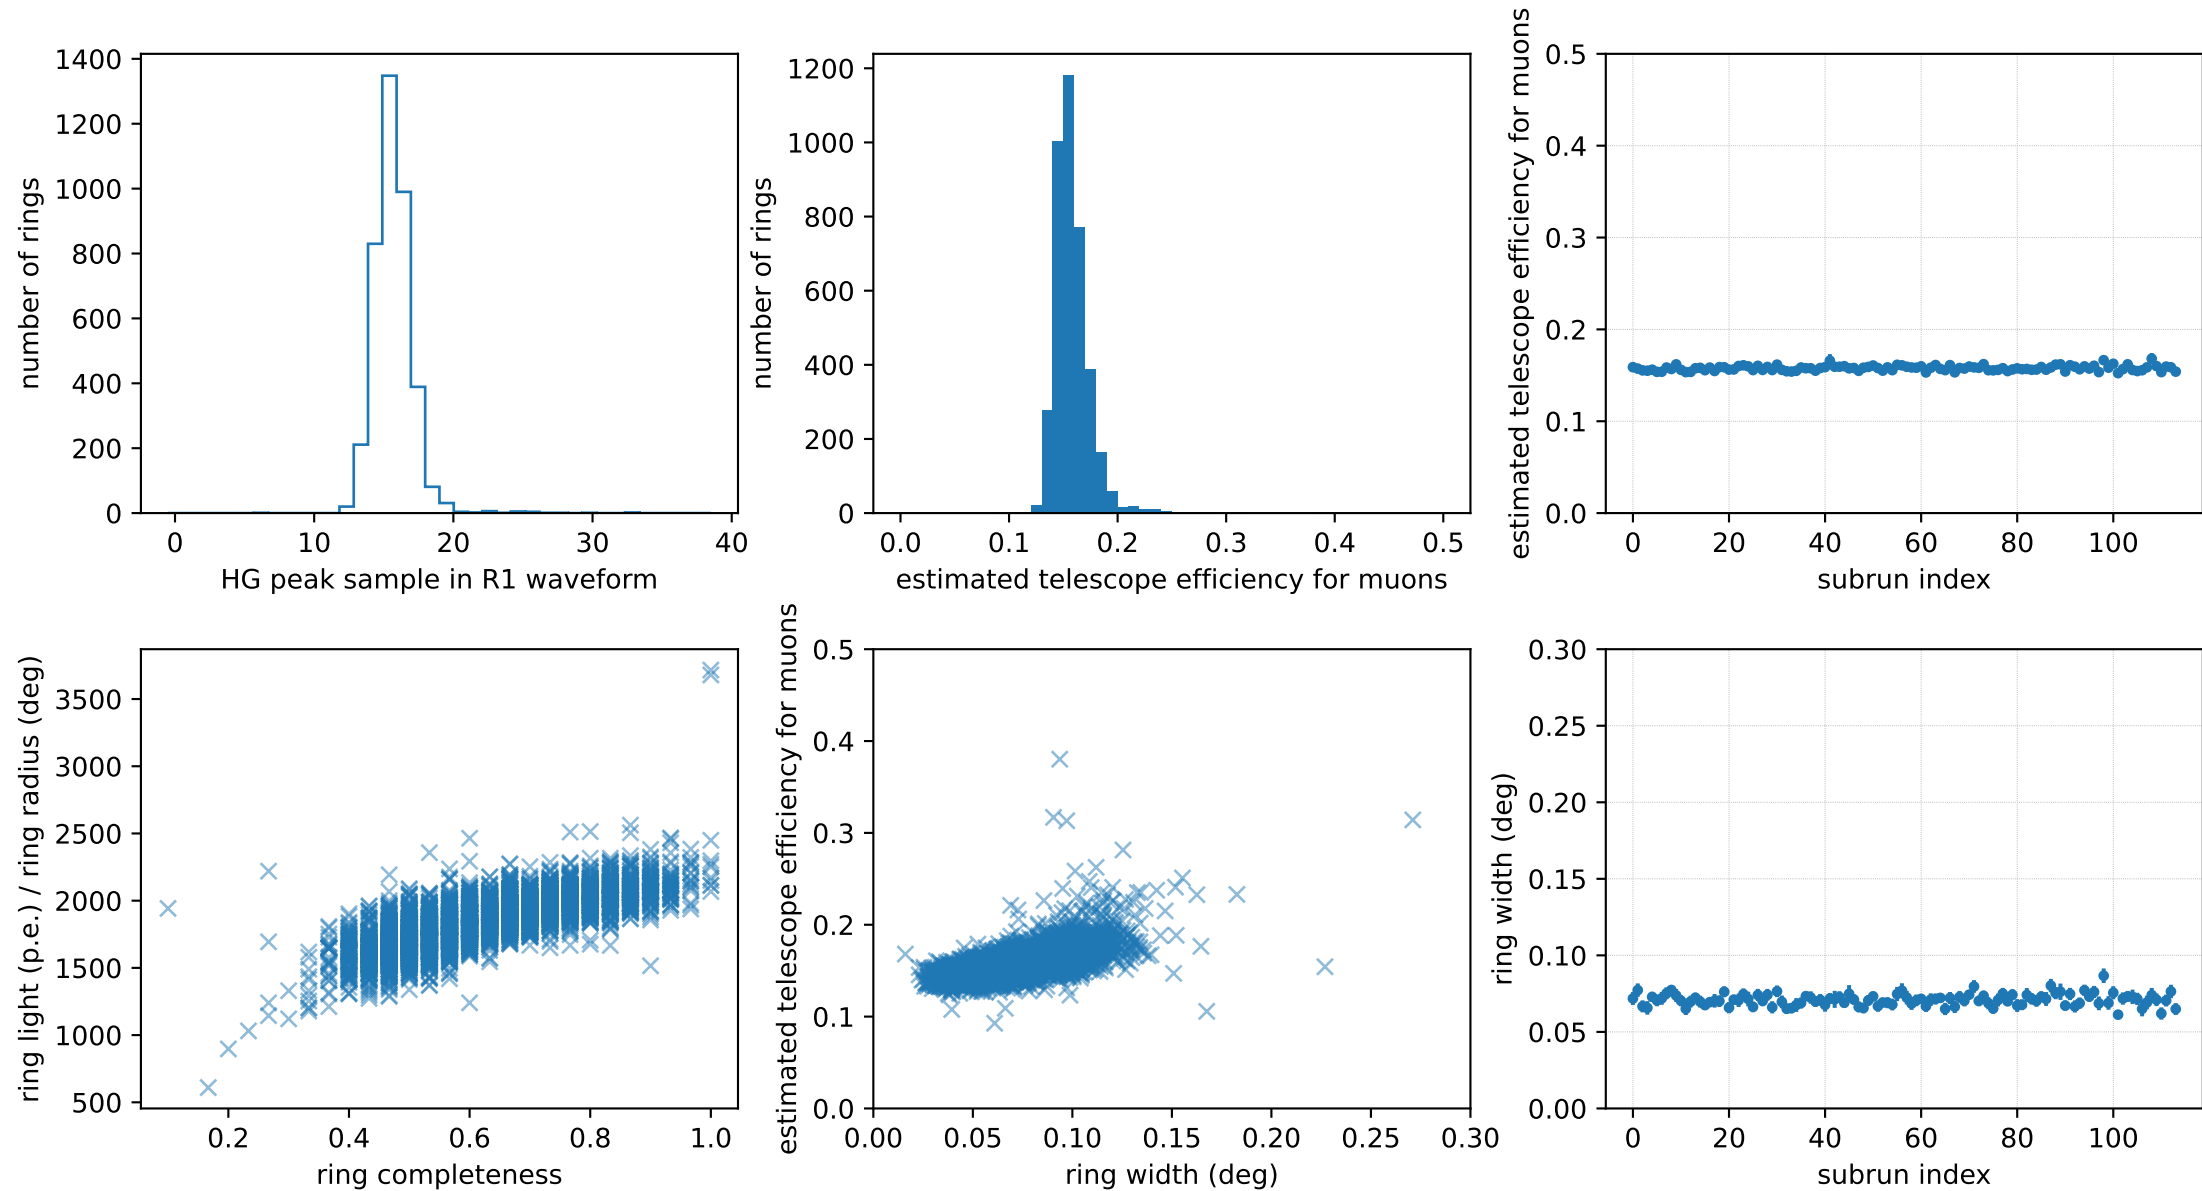 number of rings
1400
1200
1000
800
600
400
200
0
0 10 20 30 40
HG peak sample in R1 waveform
number of rings
1200
1000
800
600
400
200
0
0.0 0.1 0.2 0.3 0.4 0.5
estimated telescope efficiency for muons
estimated telescope efficiency for muons
0.5
0.4
0.3
0.2
0.1
0.0
0 20 40 60 80 100
subrun index
ring light (p.e.) / ring radius (deg)
3500
3000
2500
2000
1500
1000
500
0.2 0.4 0.6 0.8 1.0
ring completeness
estimated telescope efficiency for muons
0.5
0.4
0.3
0.2
0.1
0.0
0.00 0.05 0.10 0.15 0.20 0.25 0.30
ring width (deg)
ring width (deg)
0.30
0.25
0.20
0.15
0.10
0.05
0.00
0 20 40 60 80 100
subrun index